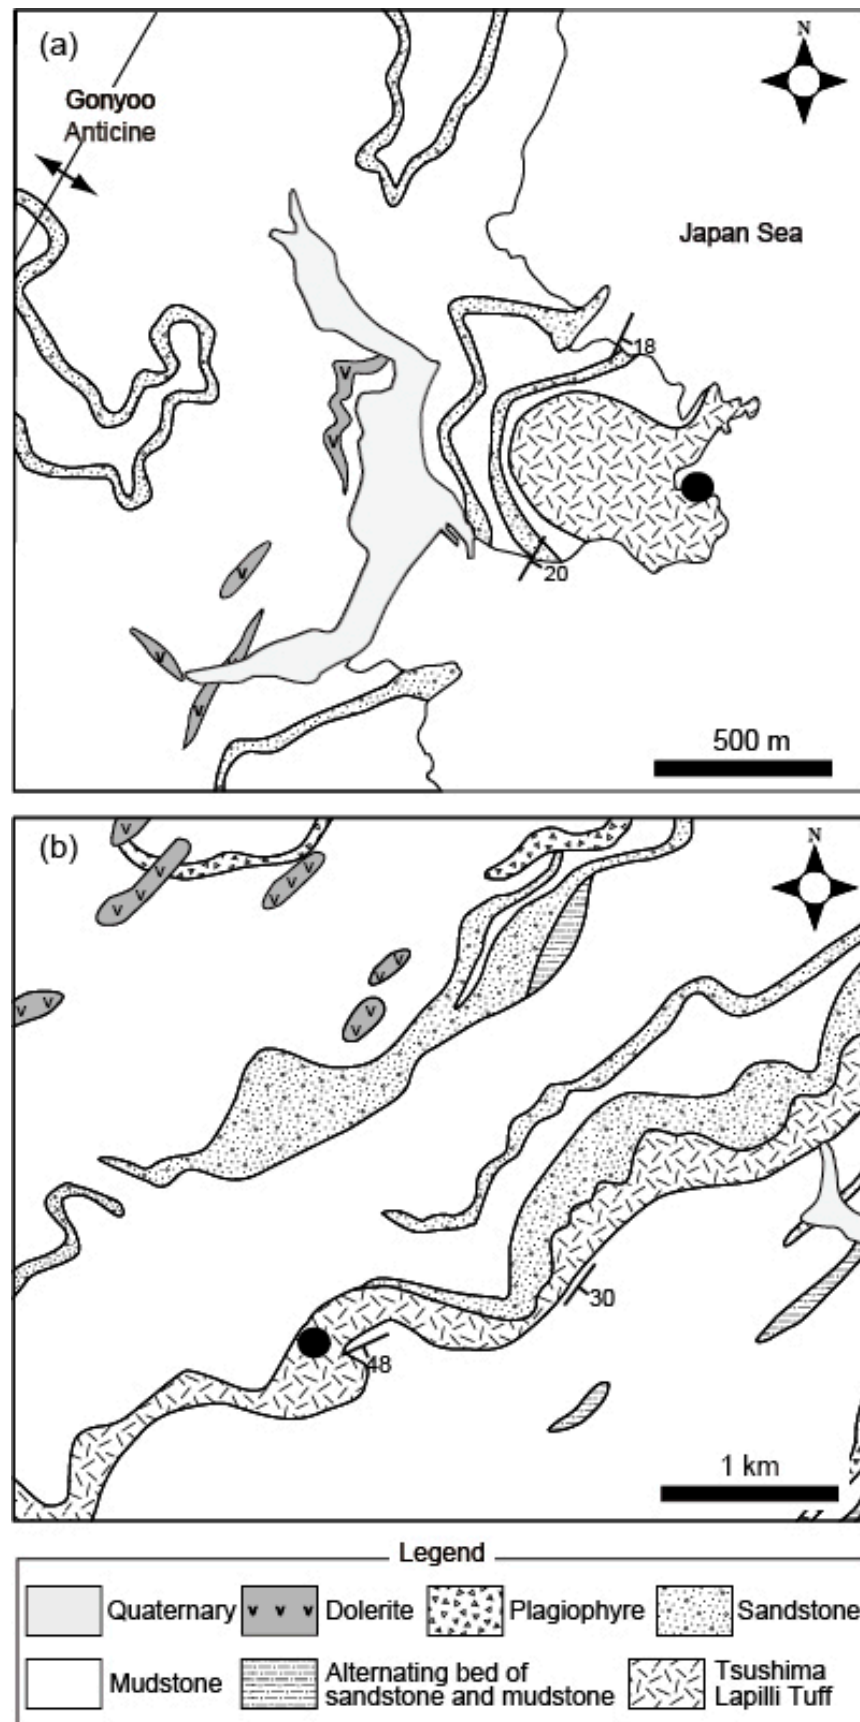 (a)
N
Gonyoo
Anticine
Japan Sea
18
20
500 m
(b)
N
30
48
1 km
Legend
Quaternary
v v v
Dolerite
Plagiophyre
Sandstone
Mudstone
Alternating bed of
sandstone and mudstone
Tsushima
Lapilli Tuff